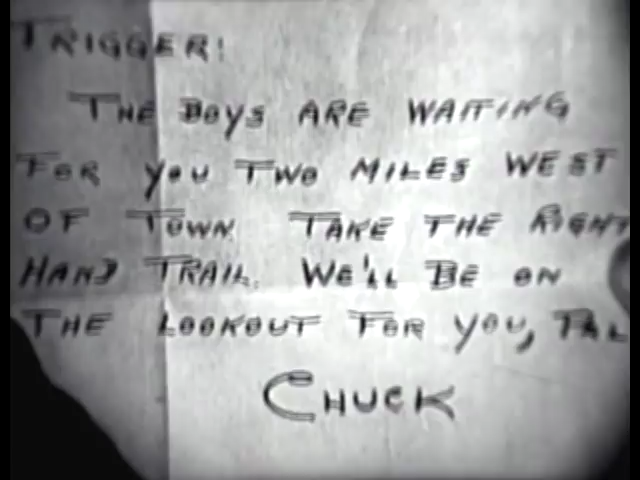 TRIGGER:
THE BOYS ARE WAITING
FOR YOU TWO MILES WEST
OF TOWN. TAKE THE RIGHT
HAND TRAIL. WE'LL BE ON
THE LOOKOUT FOR YOU, PAL
CHUCK